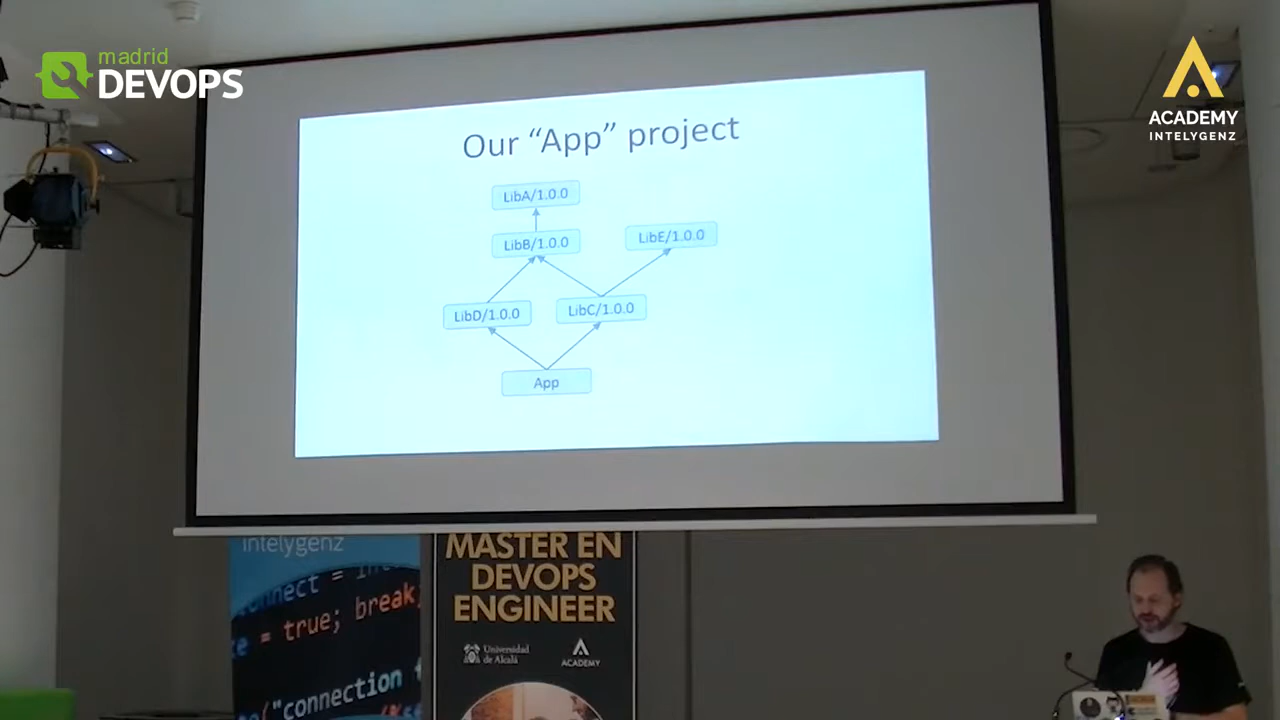 madrid
DEVOPS
ACADEMY
INTELYGENZ
Our “App” project
LibA/1.0.0
LibB/1.0.0
LibE/1.0.0
LibD/1.0.0
LibC/1.0.0
App
intelygenz
connect =
= true; break
("connection
MASTER EN
DEVOPS
ENGINEER
Universidad
de Alcalá
ACADEMY